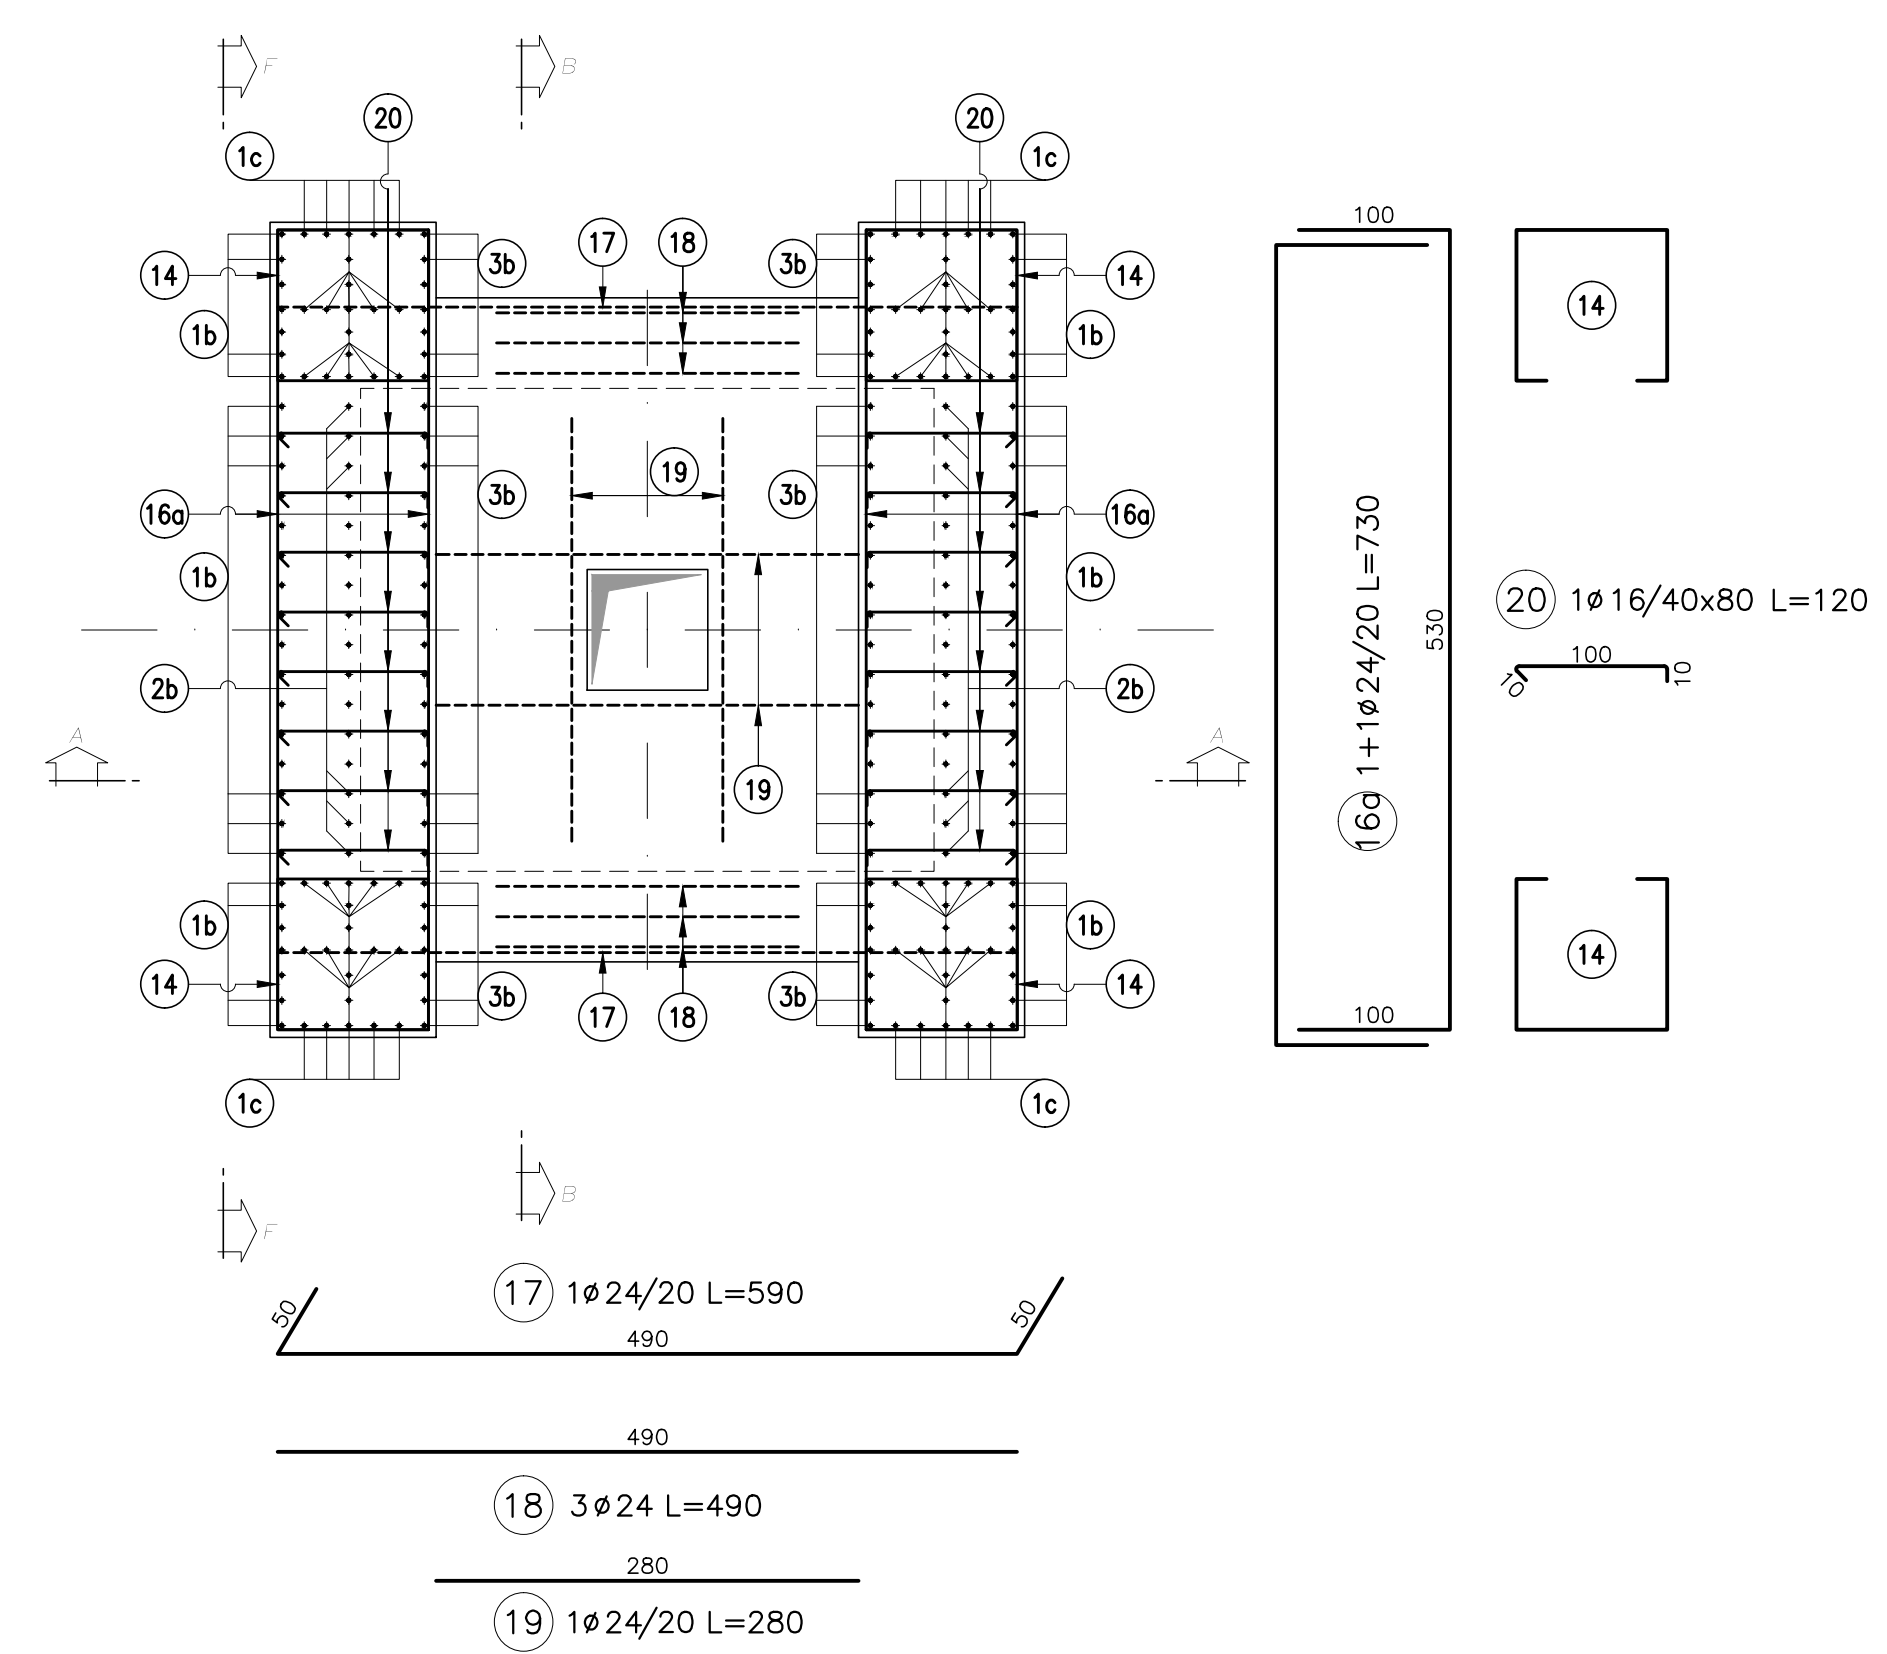 F
B
20
20
1c
1c
100
17
18
3b
3b
14
14
14
1b
1b
19
3b
3b
16a
16a
1b
1b
16a 1+1ø24/20 L=730
530
20 1ø16/40x80 L=120
100
10
10
2b
2b
A
A
19
1b
1b
14
14
14
3b
3b
17
18
100
1c
1c
B
F
17 1ø24/20 L=590
50
50
490
490
18 3ø24 L=490
280
19 1ø24/20 L=280